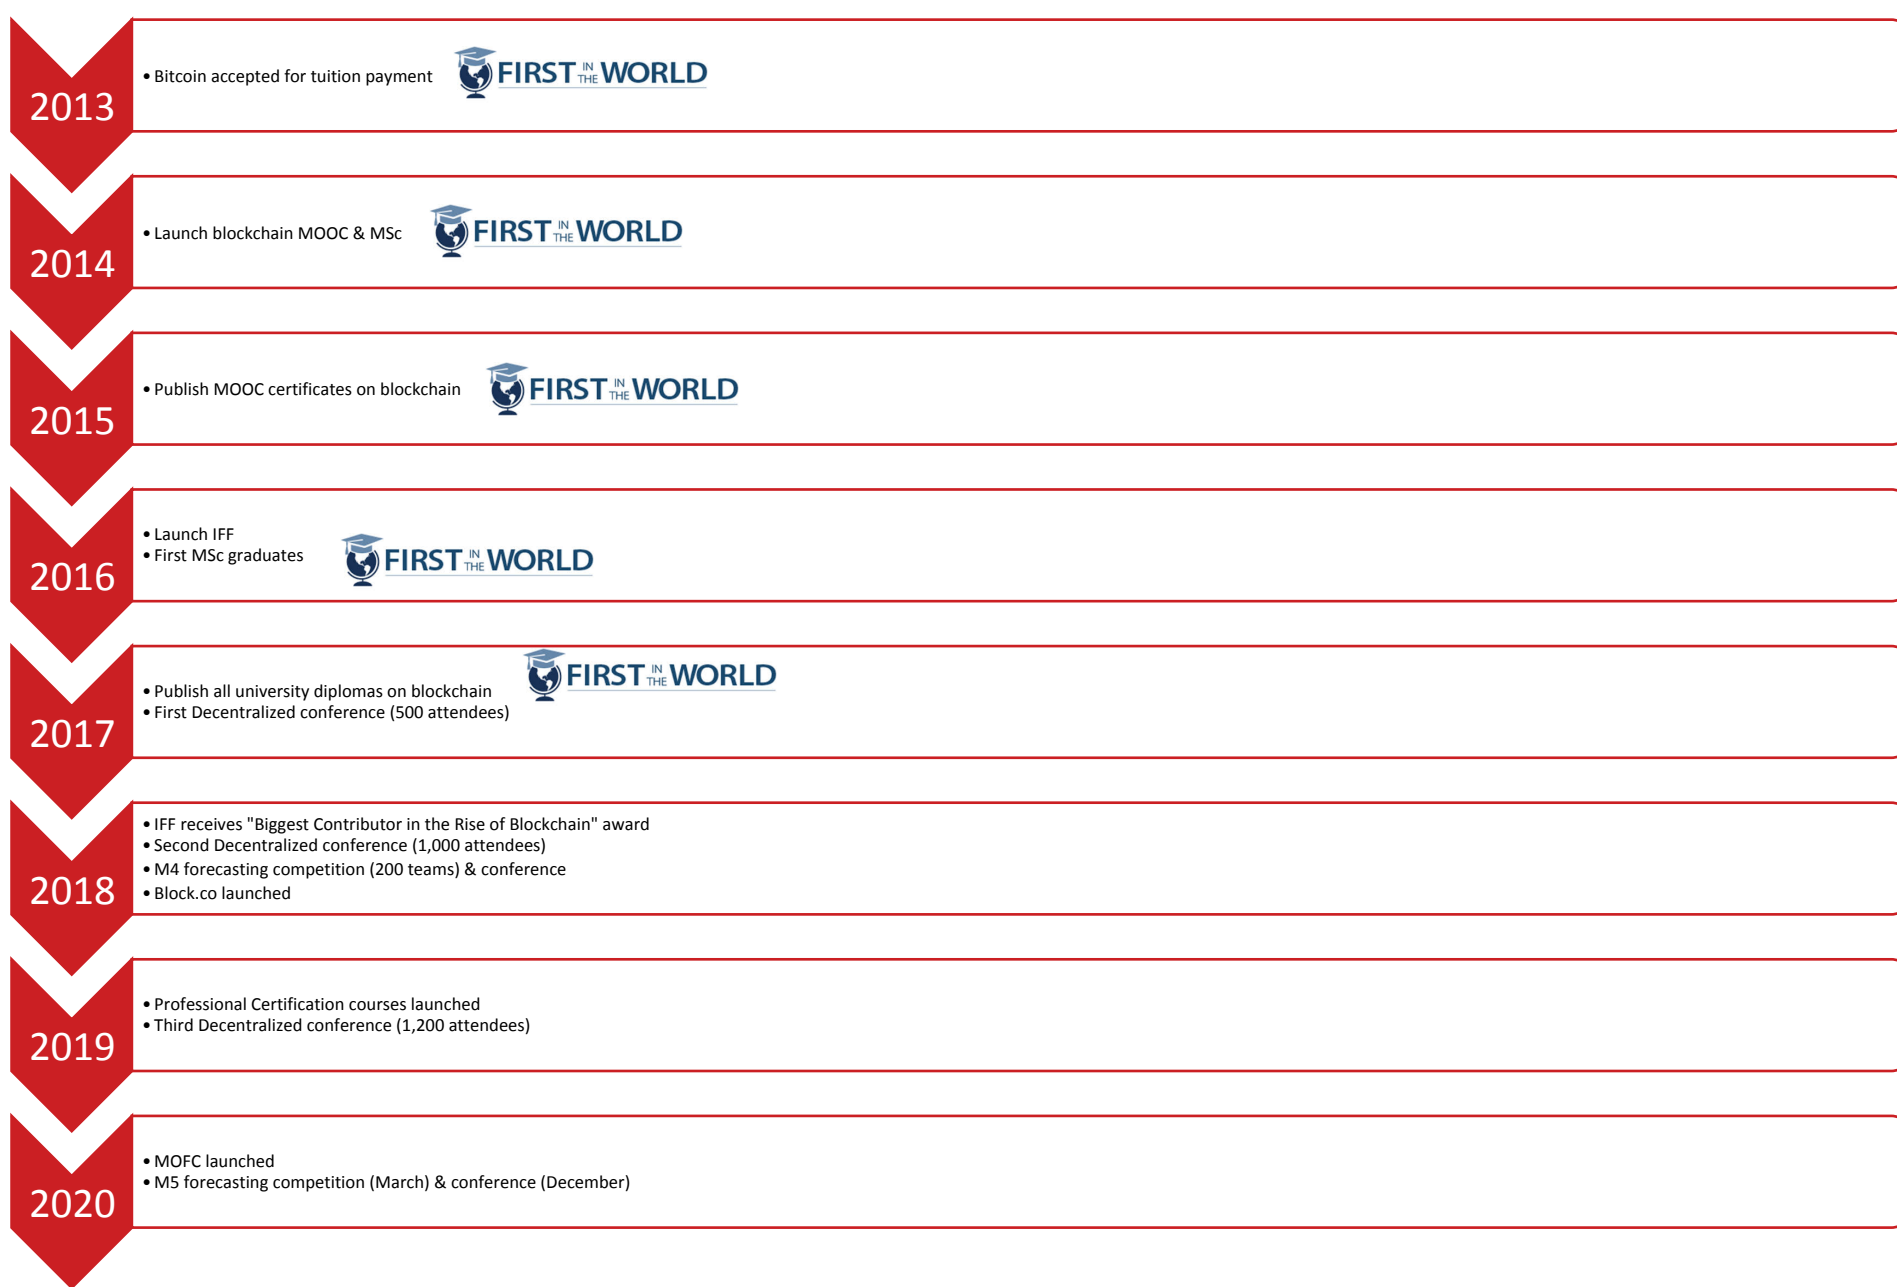 2013
• Bitcoin accepted for tuition payment
FIRST IN THE WORLD
2014
• Launch blockchain MOOC & MSc
FIRST IN THE WORLD
2015
• Publish MOOC certificates on blockchain
FIRST IN THE WORLD
2016
• Launch IFF
• First MSc graduates
FIRST IN THE WORLD
2017
• Publish all university diplomas on blockchain
• First Decentralized conference (500 attendees)
FIRST IN THE WORLD
2018
• IFF receives "Biggest Contributor in the Rise of Blockchain" award
• Second Decentralized conference (1,000 attendees)
• M4 forecasting competition (200 teams) & conference
• Block.co launched
2019
• Professional Certification courses launched
• Third Decentralized conference (1,200 attendees)
2020
• MOFC launched
• M5 forecasting competition (March) & conference (December)